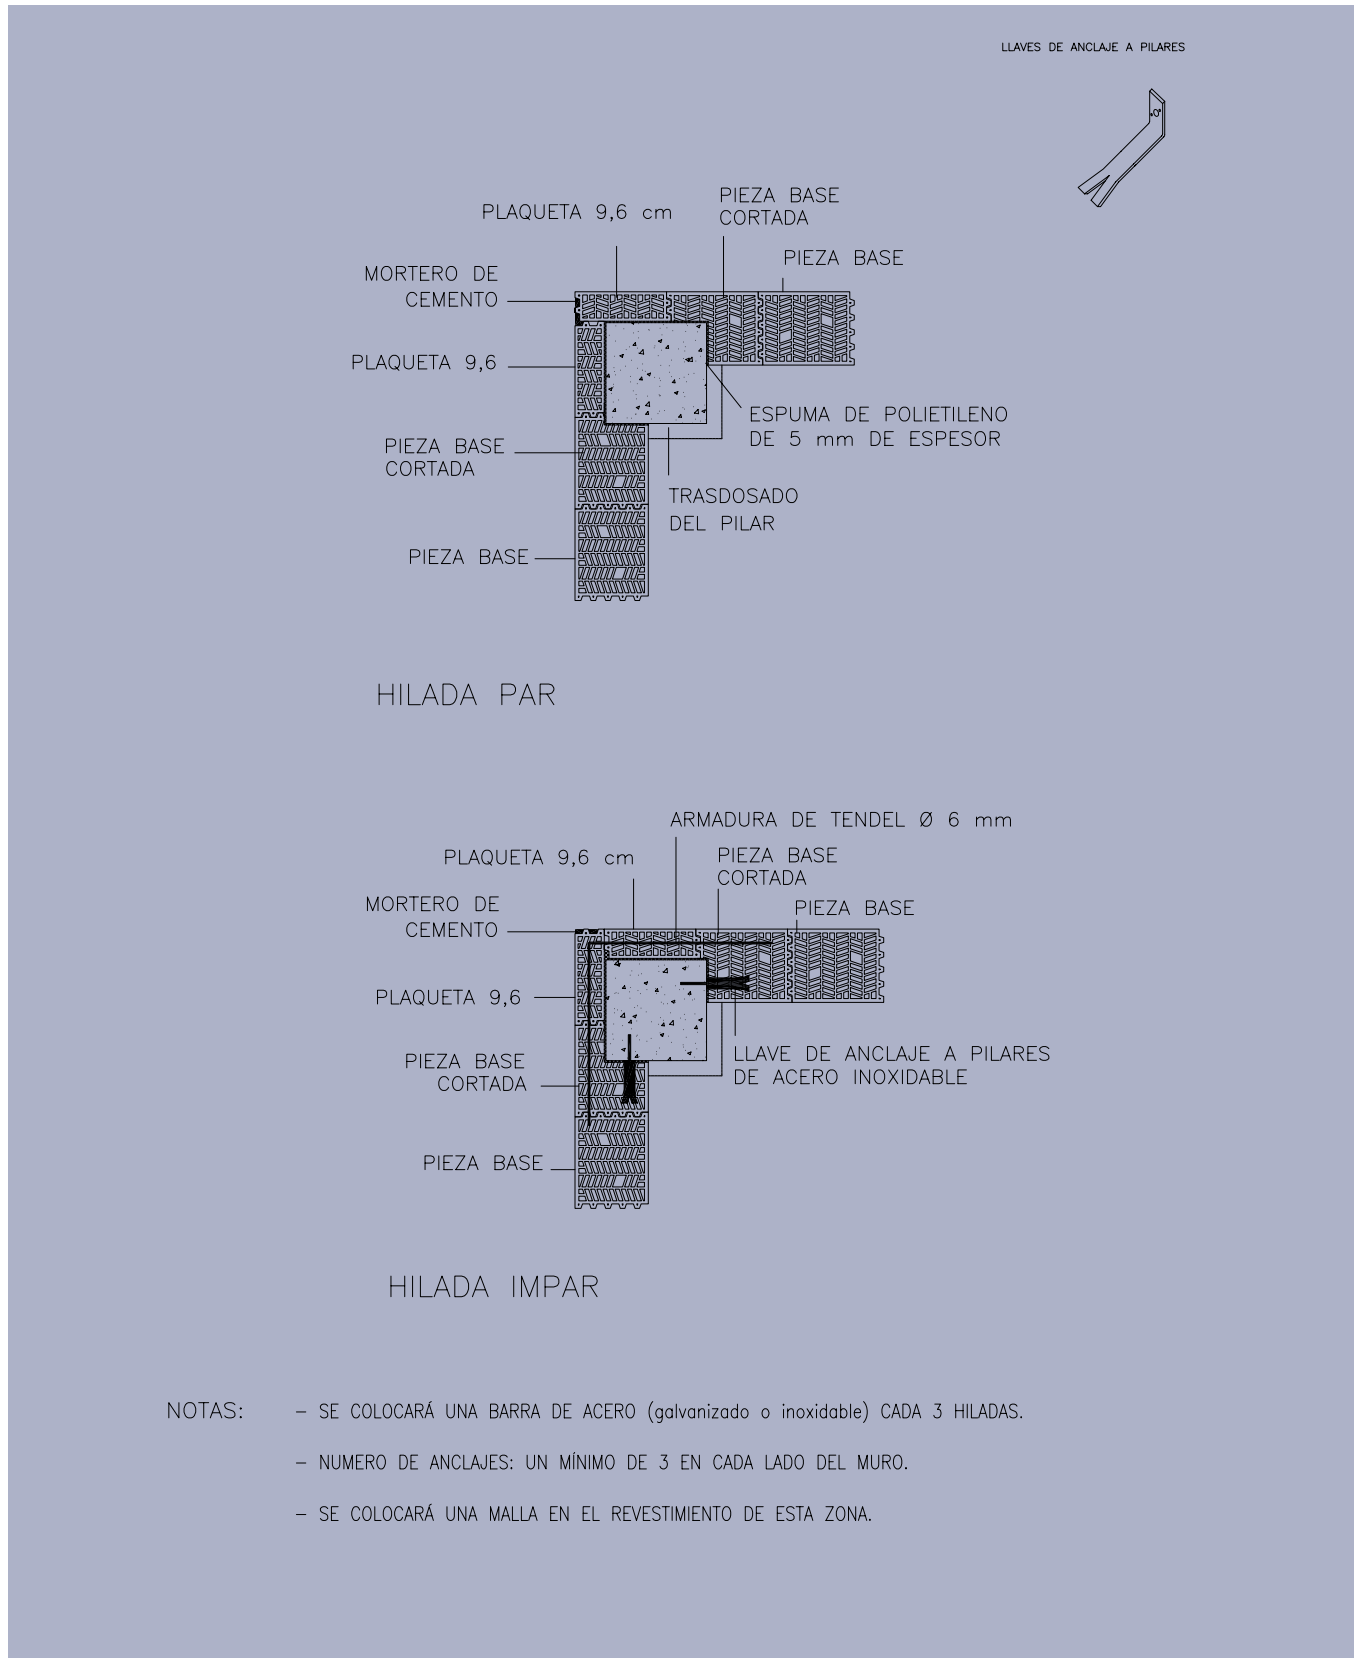 LLAVES DE ANCLAJE A PILARES
PIEZA BASE
CORTADA
PLAQUETA 9,6 cm
PIEZA BASE
MORTERO DE
CEMENTO
PLAQUETA 9,6
ESPUMA DE POLIETILENO
DE 5 mm DE ESPESOR
PIEZA BASE
CORTADA
TRASDOSADO
DEL PILAR
PIEZA BASE
HILADA PAR
ARMADURA DE TENDEL Ø 6 mm
PLAQUETA 9,6 cm
PIEZA BASE
CORTADA
MORTERO DE
CEMENTO
PIEZA BASE
PLAQUETA 9,6
LLAVE DE ANCLAJE A PILARES
DE ACERO INOXIDABLE
PIEZA BASE
CORTADA
PIEZA BASE
HILADA IMPAR
NOTAS: – SE COLOCARÁ UNA BARRA DE ACERO (galvanizado o inoxidable) CADA 3 HILADAS.
– NUMERO DE ANCLAJES: UN MÍNIMO DE 3 EN CADA LADO DEL MURO.
– SE COLOCARÁ UNA MALLA EN EL REVESTIMIENTO DE ESTA ZONA.